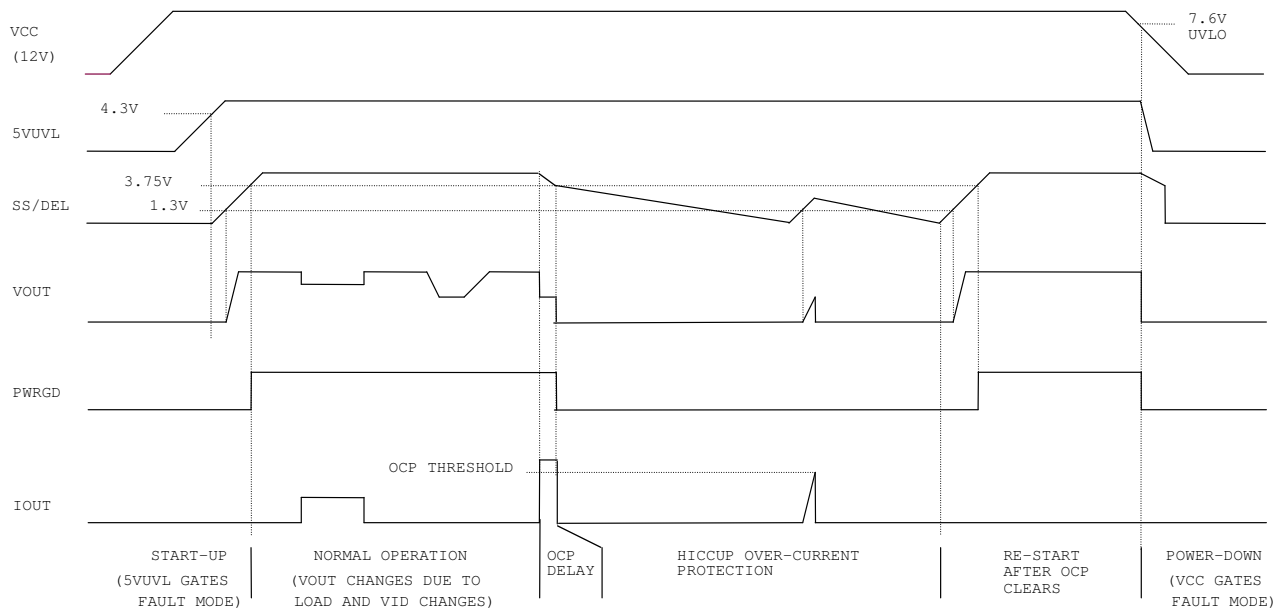 VCC
(12V)
7.6V
UVLO
4.3V
5VUVL
3.75V
SS/DEL
1.3V
VOUT
PWRGD
OCP THRESHOLD
IOUT
START-UP
(5VUVL GATES
FAULT MODE)
NORMAL OPERATION
(VOUT CHANGES DUE TO
LOAD AND VID CHANGES)
OCP
DELAY
HICCUP OVER-CURRENT
PROTECTION
RE-START
AFTER OCP
CLEARS
POWER-DOWN
(VCC GATES
FAULT MODE)